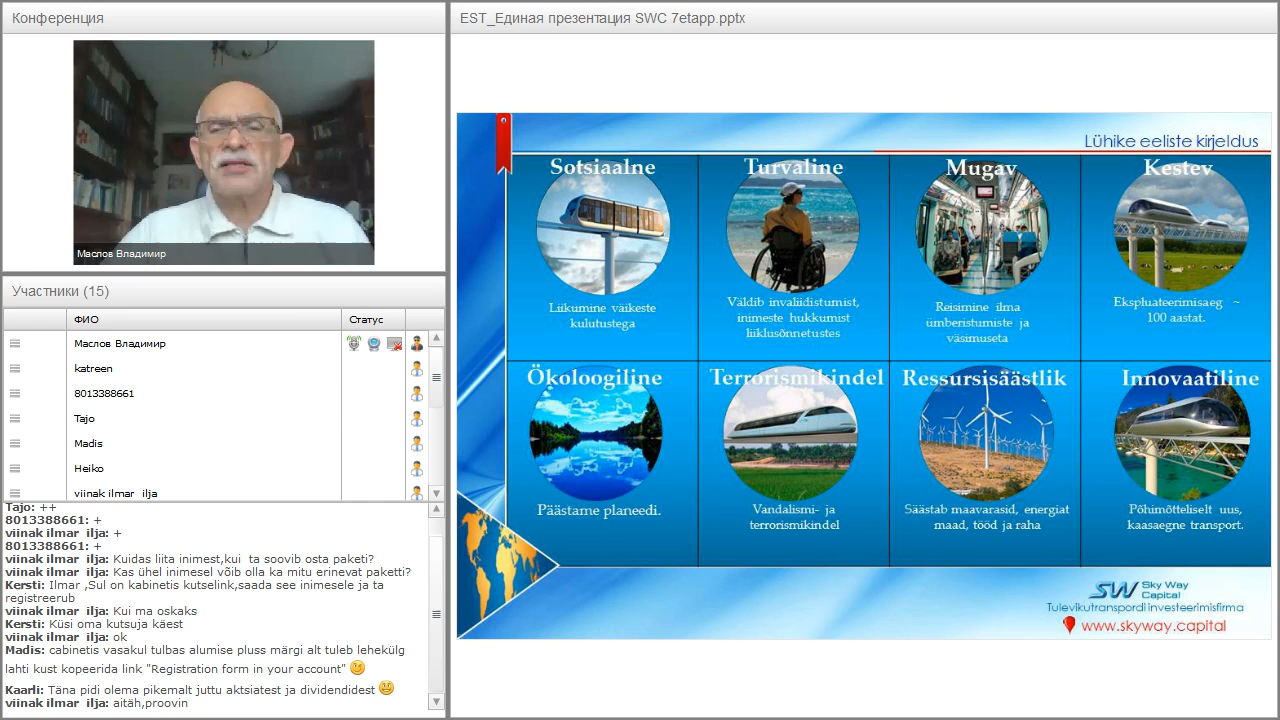 Конференция
Маслов Владимир
Участники (15)
ФИО
Статус
Маслов Владимир
katreen
8013388661
Tajo
Madis
Heiko
viinak ilmar ilja
Tajo: ++
8013388661: +
viinak ilmar ilja: +
8013388661: +
viinak ilmar ilja: Kuidas liita inimest,kui ta soovib osta paketi?
viinak ilmar ilja: Kas ühel inimesel võib olla ka mitu erinevat paketti?
Kersti: Ilmar ,Sul on kabinetis kutselink,saada see inimesele ja ta
registreerub
viinak ilmar ilja: Kui ma oskaks
Kersti: Küsi oma kutsuja käest
viinak ilmar ilja: ok
Madis: cabinetis vasakul tulbas alumise pluss märgi alt tuleb lehekülg
lahti kust kopeerida link "Registration form in your account"
Kaarli: Täna pidi olema pikemalt juttu aktsiatest ja dividendidest
viinak ilmar ilja: aitäh,proovin
EST_Единая презентация SWC 7etapp.pptx
Lühike eeliste kirjeldus
Sotsiaalne
Liikumine väikeste
kulutustega
Turvaline
Väldib invaliidistumist,
inimeste hukkumist
liiklusõnnetustes
Mugav
Reisimine ilma
ümberistumiste ja
väsimuseta
Kestev
Ekspluateerimisaeg ~
100 aastat.
Ökoloogiline
Päästame planeedi.
Terrorismikindel
Vandalismi- ja
terrorismikindel
Ressursisäästlik
Säästab maavarasid, energiat
maad, tööd ja raha
Innovaatiline
Põhimõtteliselt uus,
kaasaegne transport.
SW Sky Way
Capital
Tulevikutranspordi investeerimisfirma
www.skyway.capital